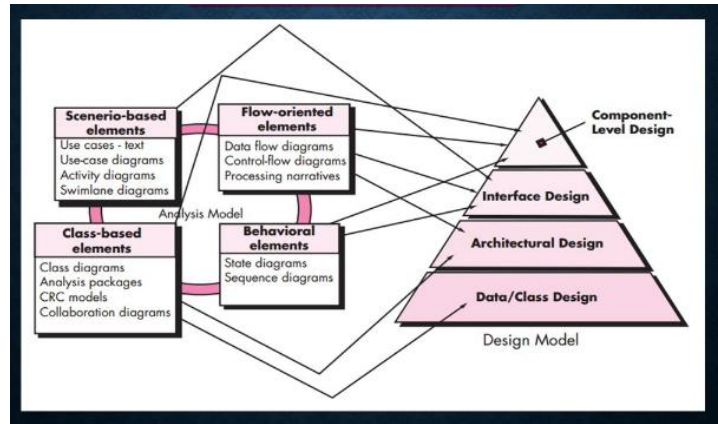 Scenerio-based
elements
Use cases - text
Use-case diagrams
Activity diagrams
Swimlane diagrams
Flow-oriented
elements
Data flow diagrams
Control-flow diagrams
Processing narratives
Analysis Model
Class-based
elements
Class diagrams
Analysis packages
CRC models
Collaboration diagrams
Behavioral
elements
State diagrams
Sequence diagrams
Component-
Level Design
Interface Design
Architectural Design
Data/Class Design
Design Model